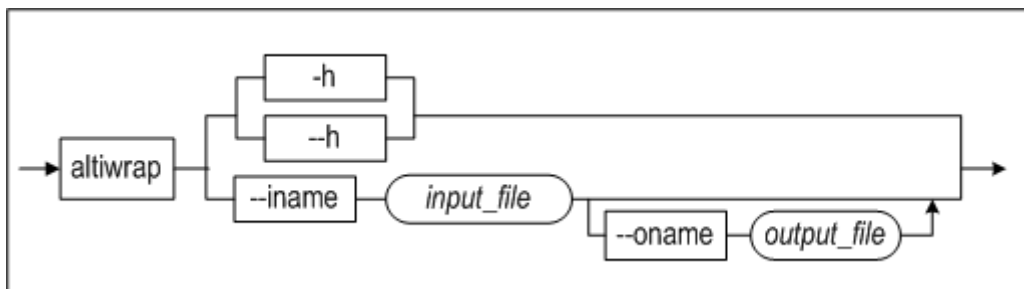 -h
--h
altiwrap
--iname
input_file
--oname
output_file